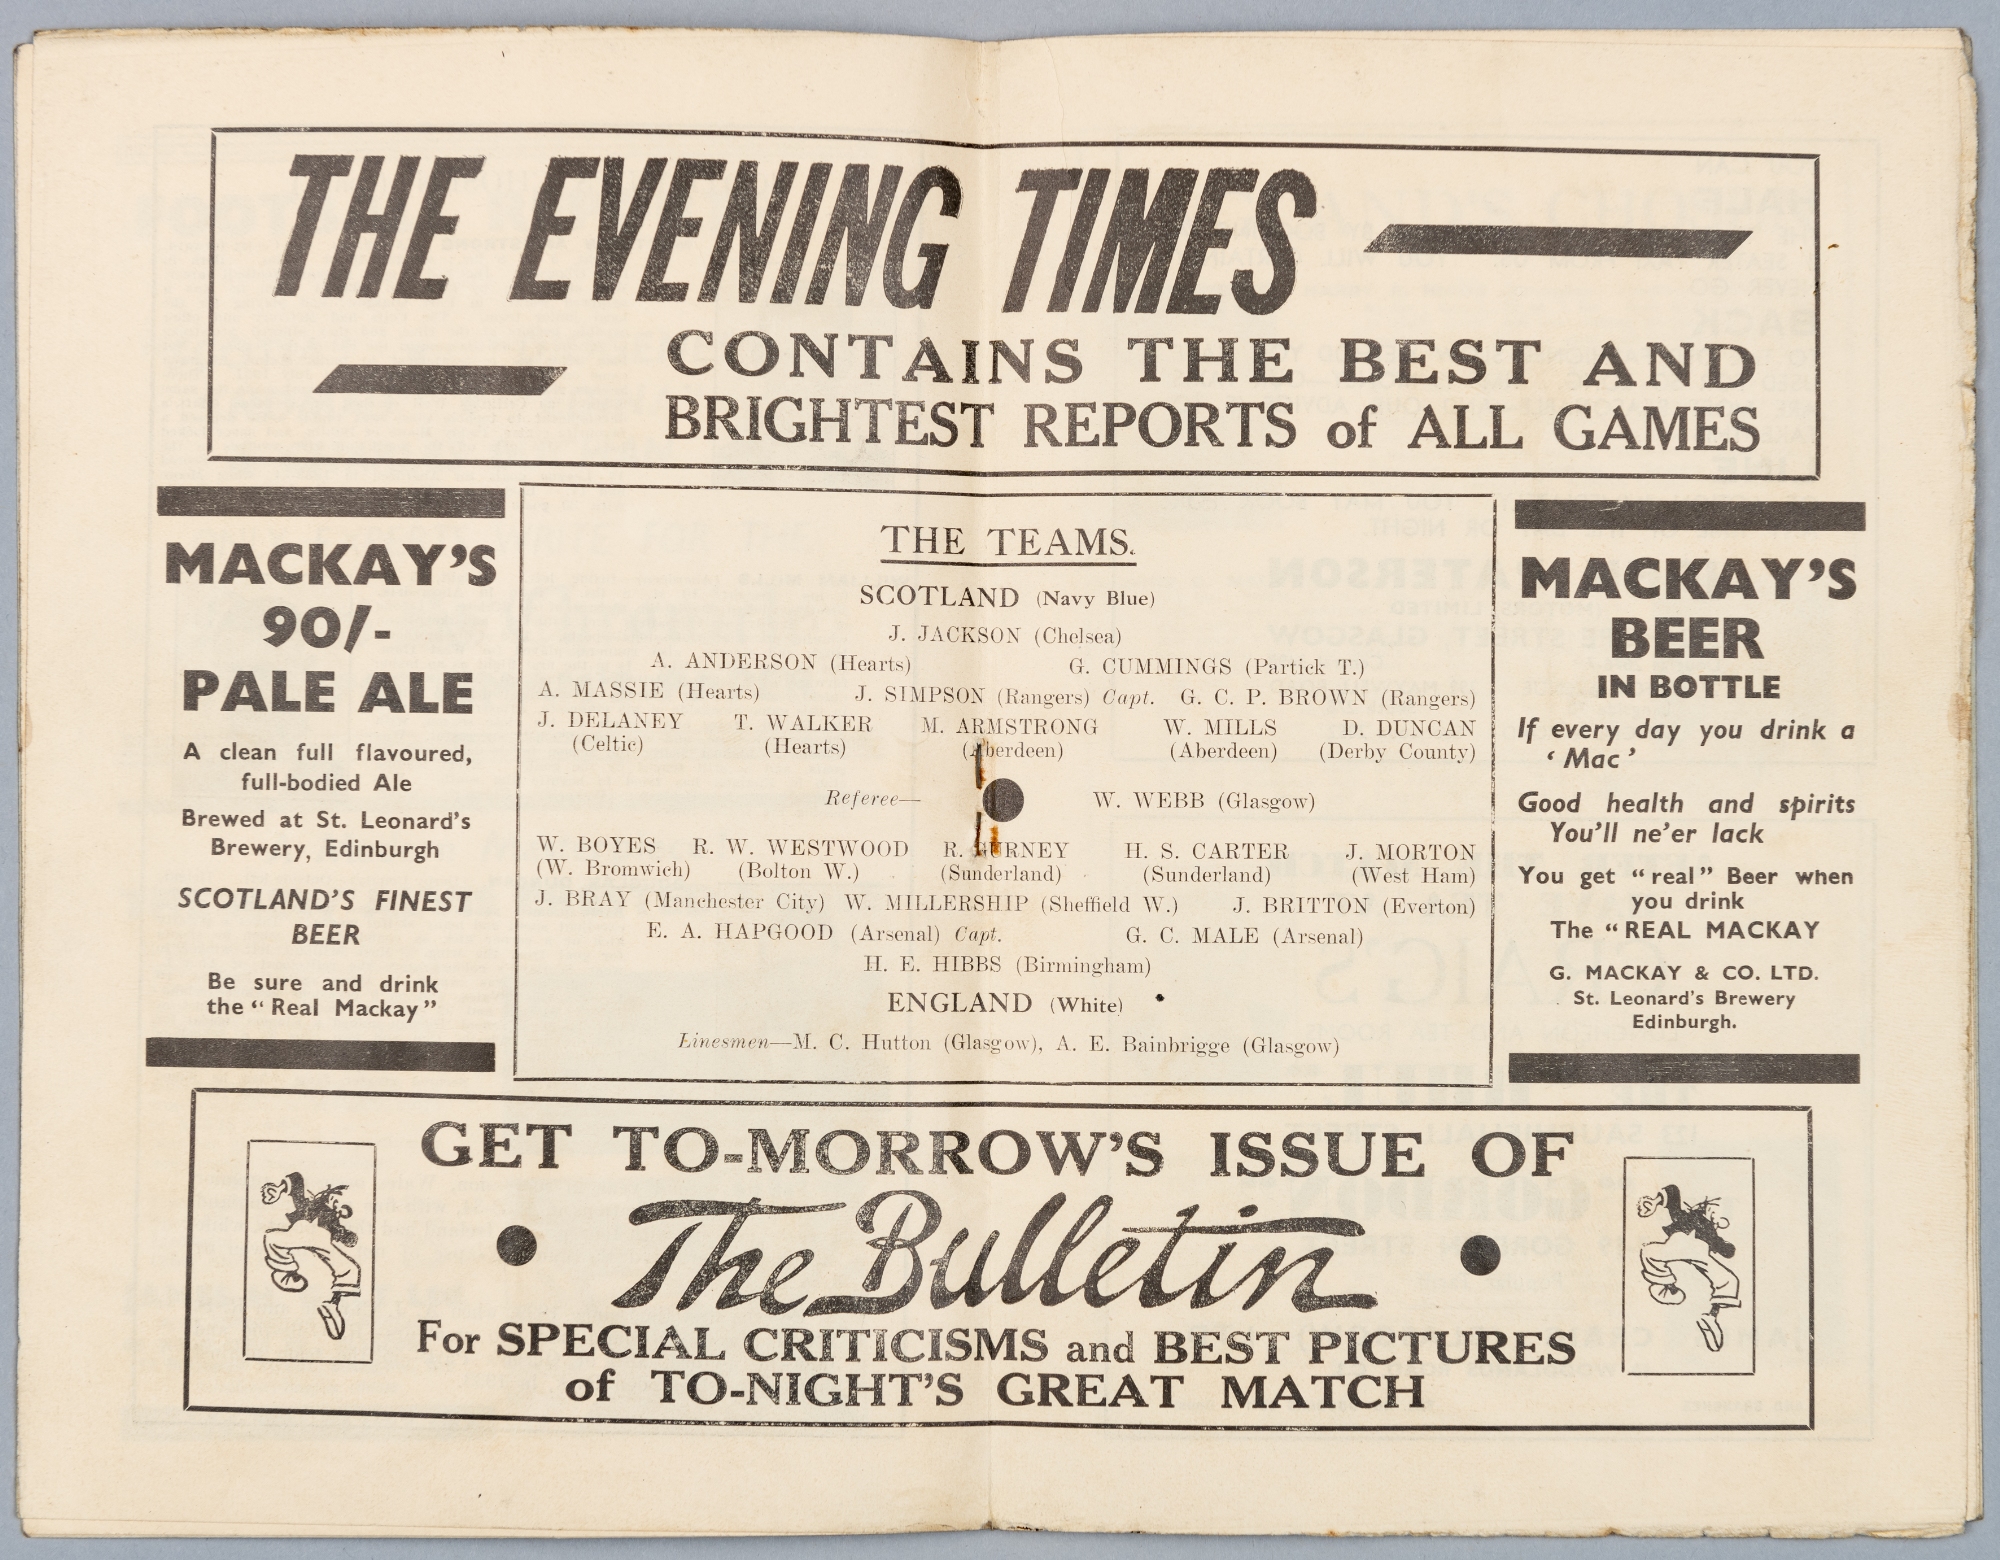 THE EVENING TIMES
CONTAINS THE BEST AND
BRIGHTEST REPORTS of ALL GAMES
MACKAY'S
90/-
PALE ALE
A clean full flavoured,
full-bodied Ale
Brewed at St. Leonard's
Brewery, Edinburgh
SCOTLAND'S FINEST
BEER
Be sure and drink
the "Real Mackay"
THE TEAMS.
SCOTLAND (Navy Blue)
J. JACKSON (Chelsea)
A. ANDERSON (Hearts) G. CUMMINGS (Partick T.)
A. MASSIE (Hearts) J. SIMPSON (Rangers) Capt. G. C. P. BROWN (Rangers)
J. DELANEY T. WALKER M. ARMSTRONG W. MILLS D. DUNCAN
(Celtic) (Hearts) (Aberdeen) (Aberdeen) (Derby County)
Referee— W. WEBB (Glasgow)
W. BOYES R. W. WESTWOOD R. GURNEY H. S. CARTER J. MORTON
(W. Bromwich) (Bolton W.) (Sunderland) (Sunderland) (West Ham)
J. BRAY (Manchester City) W. MILLERSHIP (Sheffield W.) J. BRITTON (Everton)
E. A. HAPGOOD (Arsenal) Capt. G. C. MALE (Arsenal)
H. E. HIBBS (Birmingham)
ENGLAND (White)
Linesmen—M. C. Hutton (Glasgow), A. E. Bainbrigge (Glasgow)
MACKAY'S
BEER
IN BOTTLE
If every day you drink a
'Mac'
Good health and spirits
You'll ne'er lack
You get "real" Beer when
you drink
The "REAL MACKAY
G. MACKAY & CO. LTD.
St. Leonard's Brewery
Edinburgh.
GET TO-MORROW'S ISSUE OF
The Bulletin
For SPECIAL CRITICISMS and BEST PICTURES
of TO-NIGHT'S GREAT MATCH